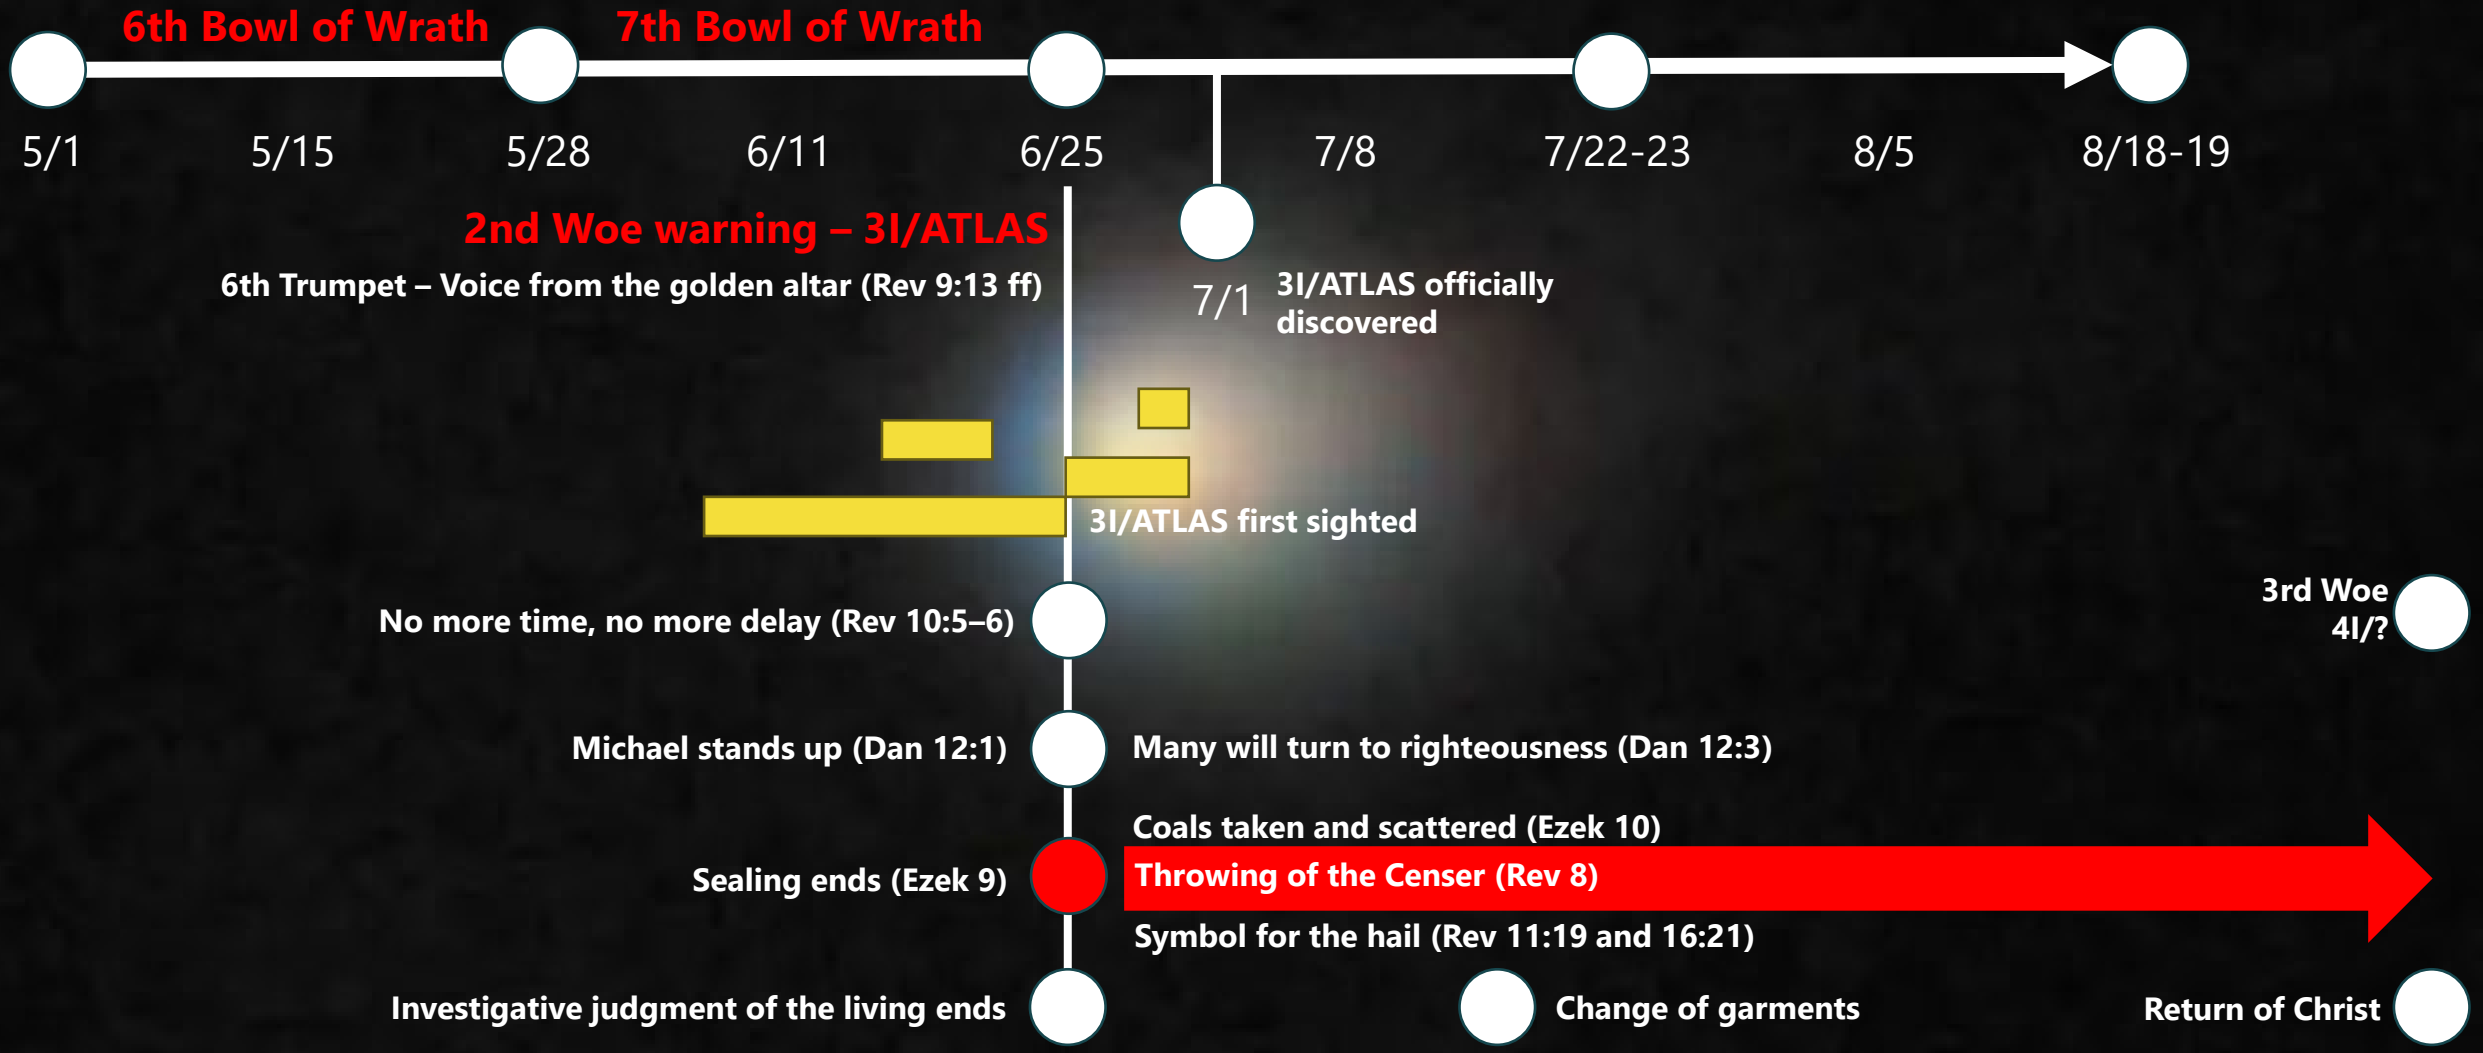 6th Bowl of Wrath
7th Bowl of Wrath
5/1
5/15
5/28
6/11
6/25
7/8
7/22-23
8/5
8/18-19
2nd Woe warning – 3I/ATLAS
6th Trumpet – Voice from the golden altar (Rev 9:13 ff)
7/1
3I/ATLAS officially
discovered
3I/ATLAS first sighted
No more time, no more delay (Rev 10:5–6)
3rd Woe
4I/?
Michael stands up (Dan 12:1)
Many will turn to righteousness (Dan 12:3)
Coals taken and scattered (Ezek 10)
Sealing ends (Ezek 9)
Throwing of the Censer (Rev 8)
Symbol for the hail (Rev 11:19 and 16:21)
Investigative judgment of the living ends
Change of garments
Return of Christ